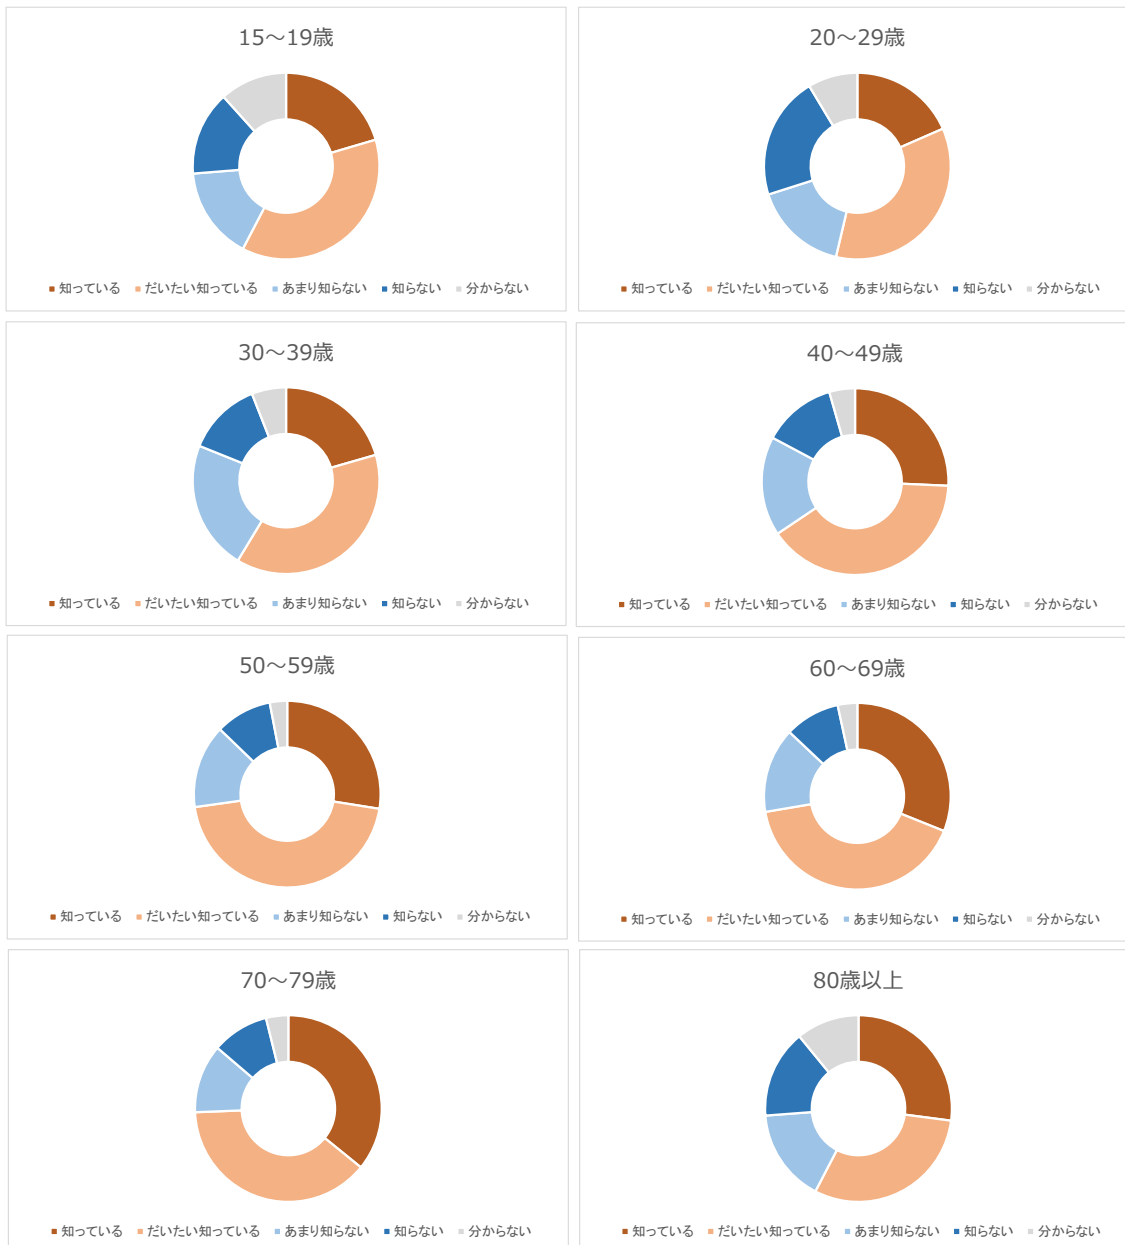 15～19歳
■ 知っている ■ だいたい知っている ■ あまり知らない ■ 知らない ■ 分からない
20～29歳
■ 知っている ■ だいたい知っている ■ あまり知らない ■ 知らない ■ 分からない
30～39歳
■ 知っている ■ だいたい知っている ■ あまり知らない ■ 知らない ■ 分からない
40～49歳
■ 知っている ■ だいたい知っている ■ あまり知らない ■ 知らない ■ 分からない
50～59歳
■ 知っている ■ だいたい知っている ■ あまり知らない ■ 知らない ■ 分からない
60～69歳
■ 知っている ■ だいたい知っている ■ あまり知らない ■ 知らない ■ 分からない
70～79歳
■ 知っている ■ だいたい知っている ■ あまり知らない ■ 知らない ■ 分からない
80歳以上
■ 知っている ■ だいたい知っている ■ あまり知らない ■ 知らない ■ 分からない